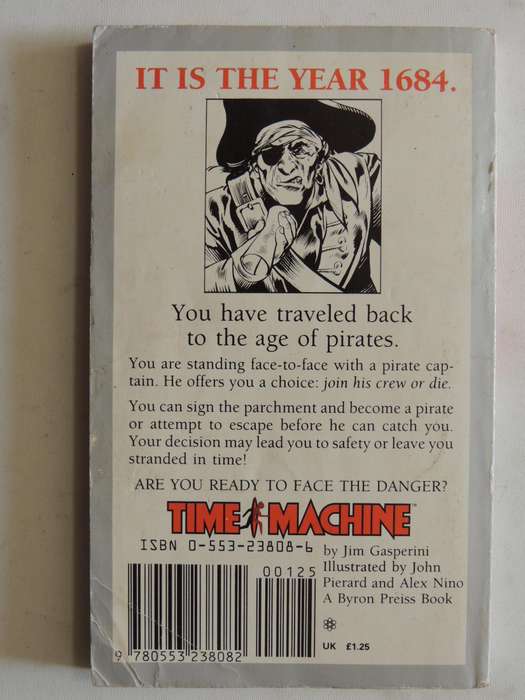 IT IS THE YEAR 1684.
You have traveled back
to the age of pirates.
You are standing face-to-face with a pirate cap-
tain. He offers you a choice: join his crew or die.
You can sign the parchment and become a pirate
or attempt to escape before he can catch you.
Your decision may lead you to safety or leave you
stranded in time!
ARE YOU READY TO FACE THE DANGER?
TIME MACHINE
ISBN 0-553-23808-6
00125
9 780553 238082
by Jim Gasperini
Illustrated by John
Pierard and Alex Nino
A Byron Preiss Book
UK £1.25